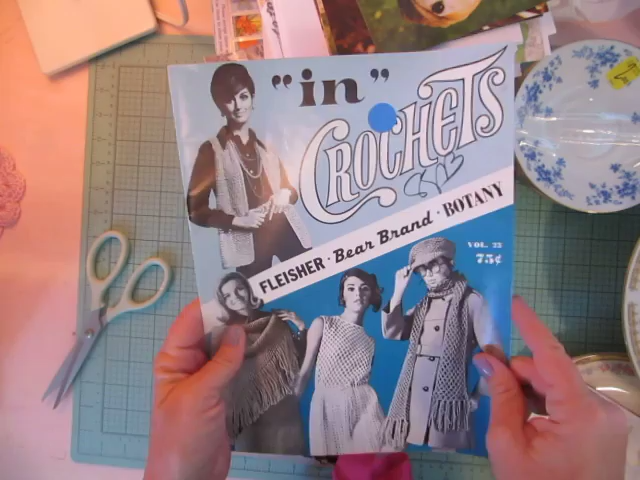 "in"
CROCHETS
FLEISHER · Bear Brand · BOTANY
VOL. 22
75¢